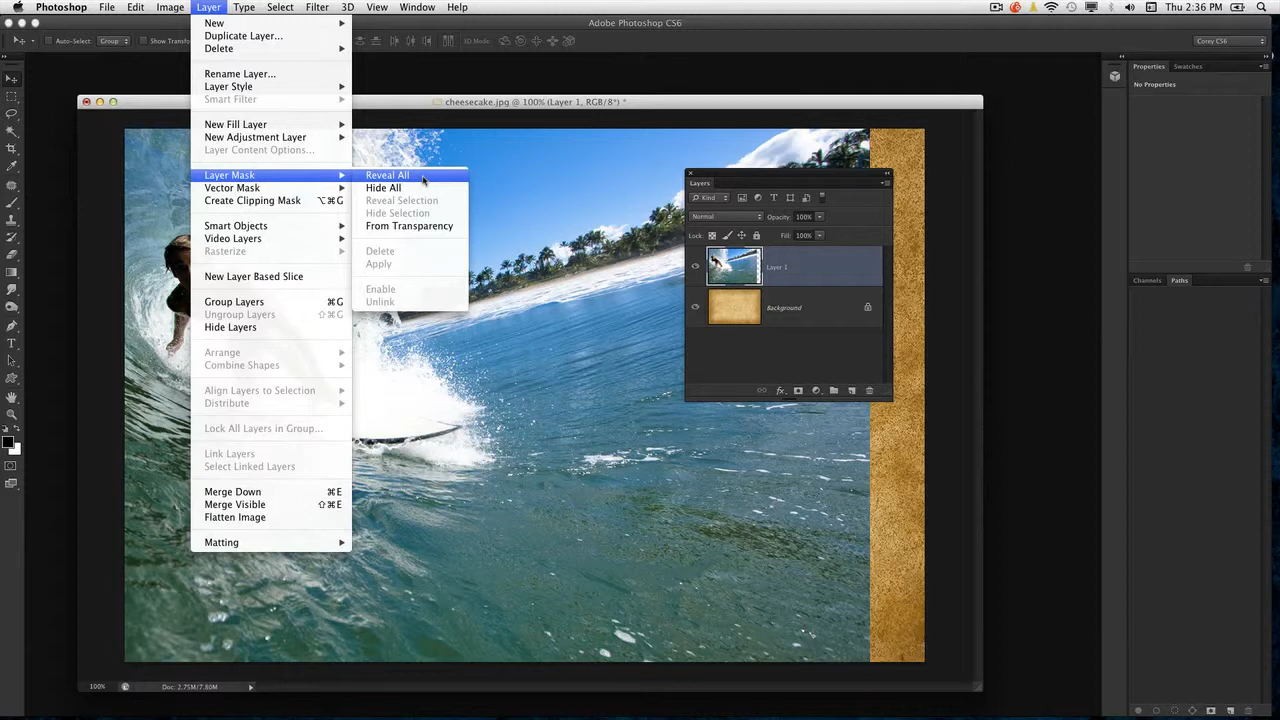 Photoshop File Edit Image Layer Type Select Filter 3D View Window Help Thu 2:36 PM
Adobe Photoshop CS6
Auto-Select: Group Show Transfo 3D Mode: Corey CS6
cheesecake.jpg @ 100% (Layer 1, RGB/8*) *
New
Duplicate Layer...
Delete
Rename Layer...
Layer Style
Smart Filter
New Fill Layer
New Adjustment Layer
Layer Content Options...
Layer Mask
Vector Mask
Create Clipping Mask ⌥⌘G
Smart Objects
Video Layers
Rasterize
New Layer Based Slice
Group Layers ⌘G
Ungroup Layers ⇧⌘G
Hide Layers
Arrange
Combine Shapes
Align Layers to Selection
Distribute
Lock All Layers in Group...
Link Layers
Select Linked Layers
Merge Down ⌘E
Merge Visible ⇧⌘E
Flatten Image
Matting
Reveal All
Hide All
Reveal Selection
Hide Selection
From Transparency
Delete
Apply
Enable
Unlink
Layers
Kind
Normal Opacity: 100%
Lock: Fill: 100%
Layer 1
Background
fx
Properties Swatches
No Properties
Channels Paths
100% Doc: 2.75M/7.80M